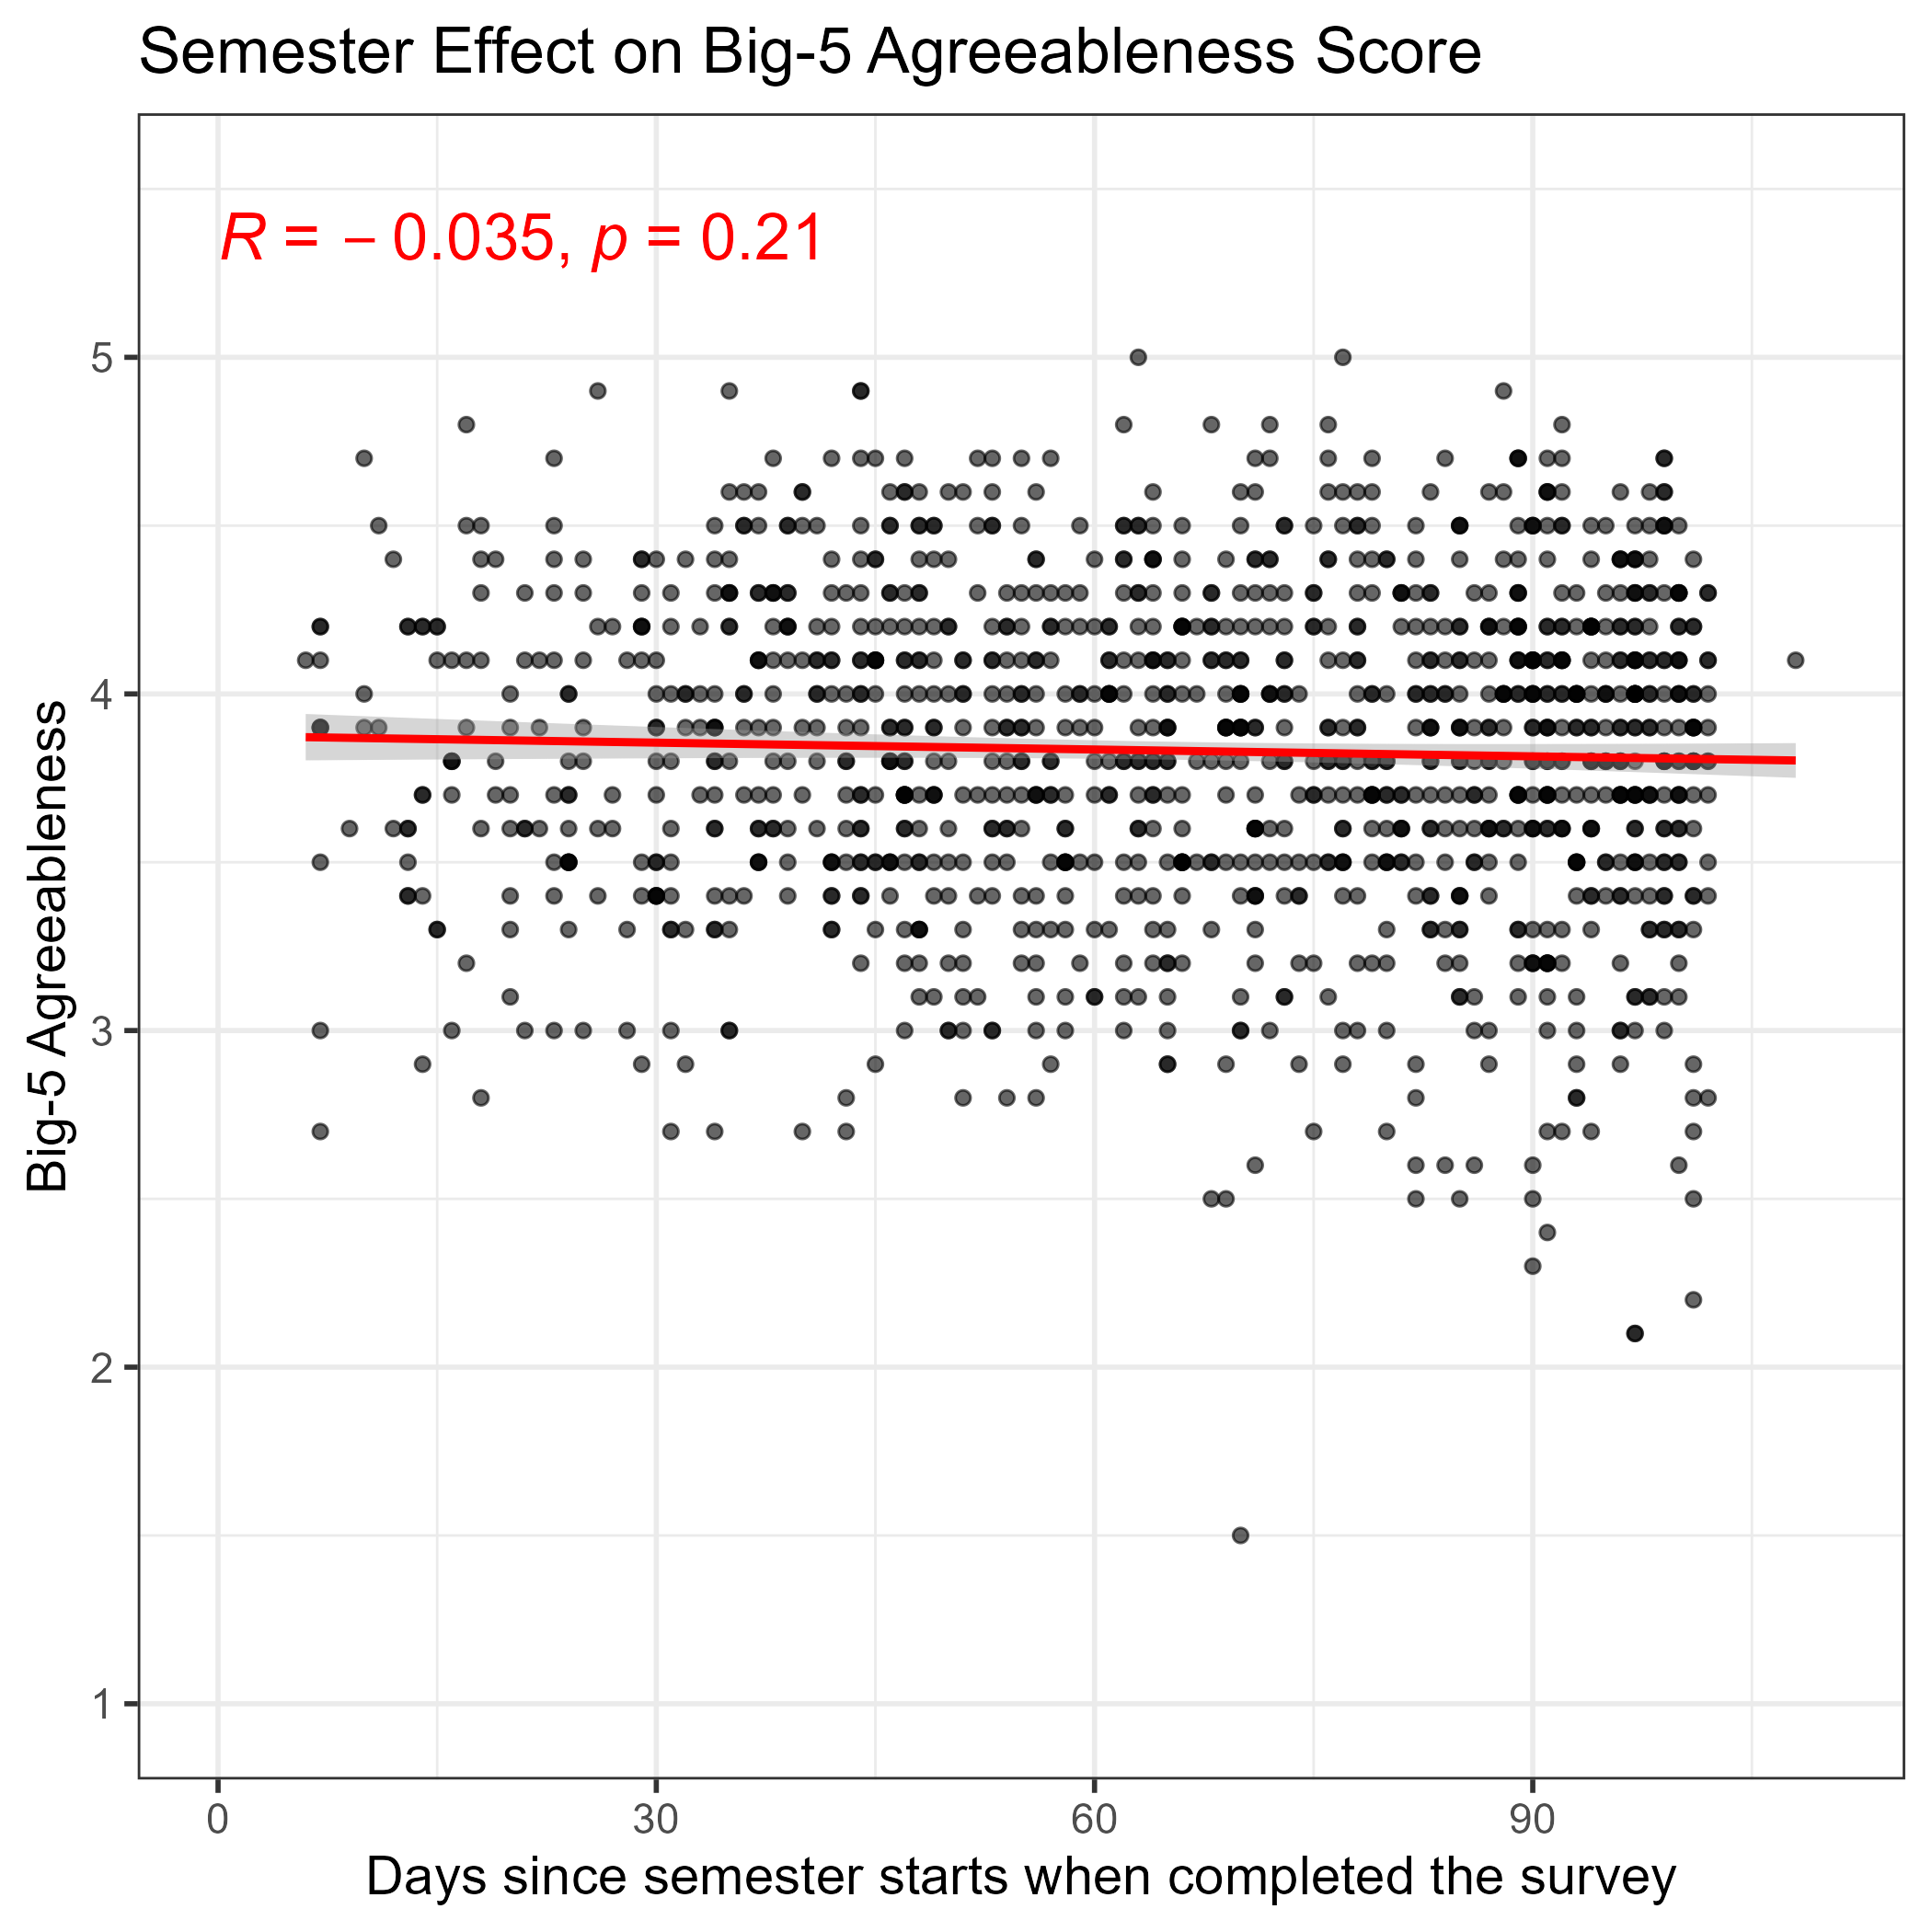 Semester Effect on Big-5 Agreeableness Score
R = − 0.035, p = 0.21
Big-5 Agreeableness
5
4
3
2
1
0 30 60 90
Days since semester starts when completed the survey